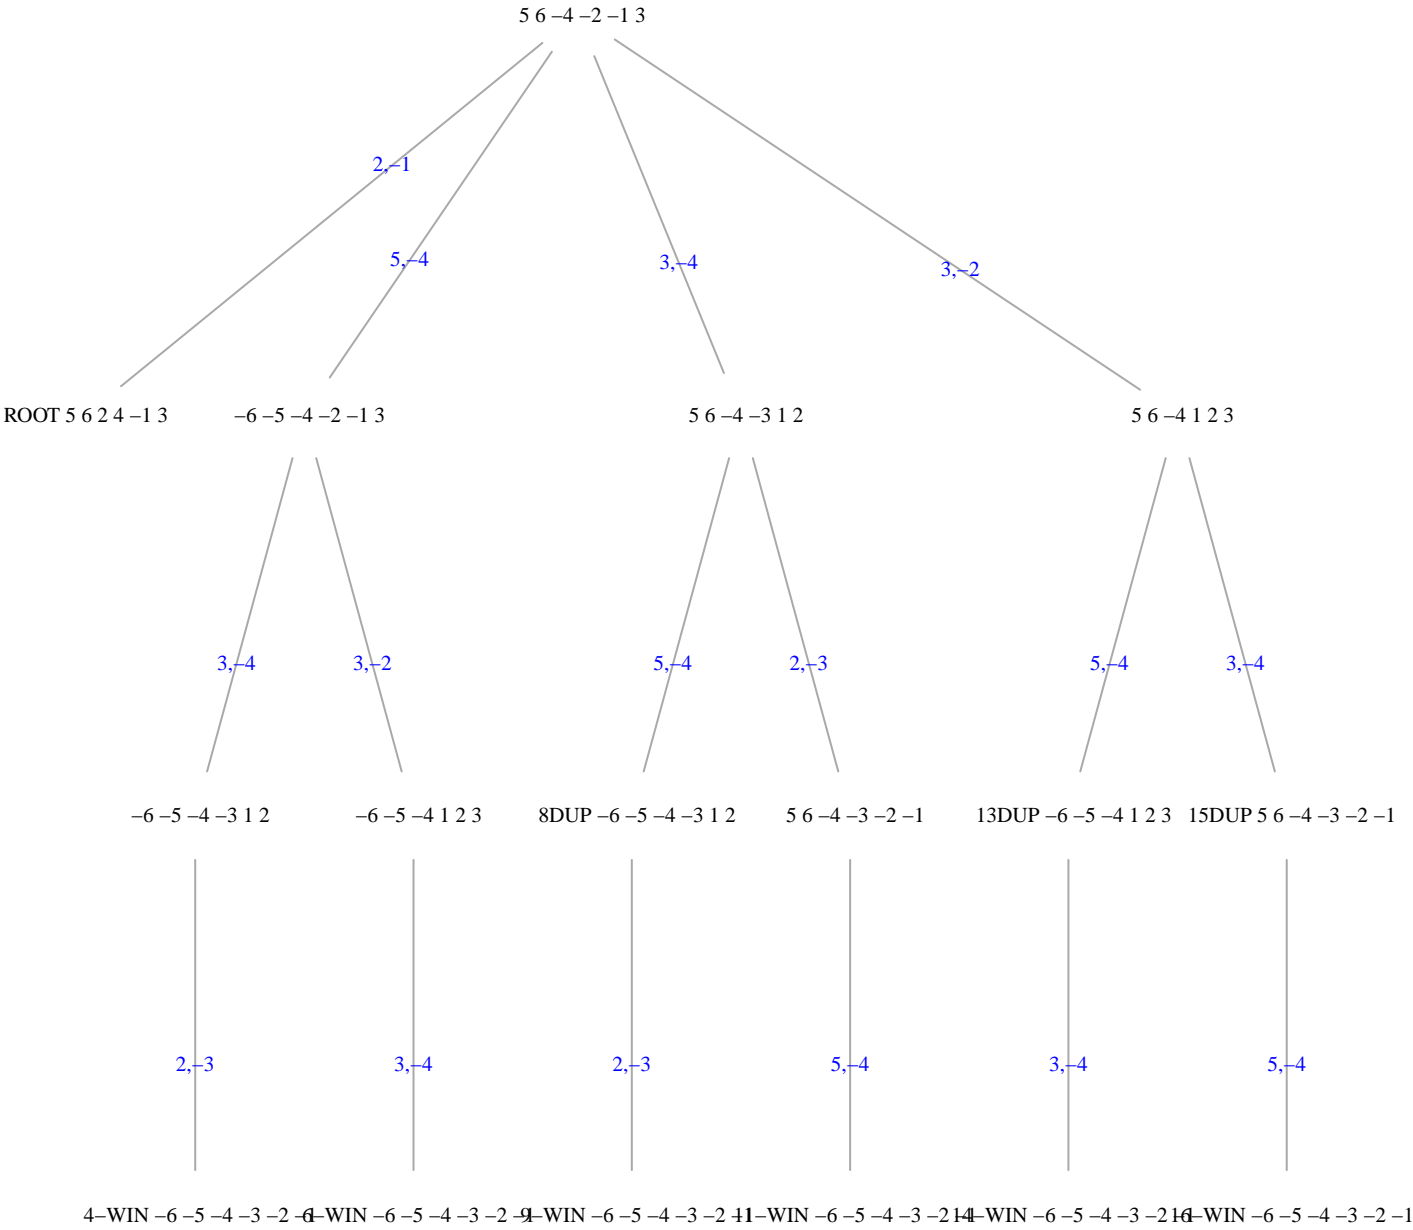 5 6 –4 –2 –1 3
2,–1
5,–4
3,–4
3,–2
ROOT 5 6 2 4 –1 3
–6 –5 –4 –2 –1 3
5 6 –4 –3 1 2
5 6 –4 1 2 3
3,–4
3,–2
5,–4
2,–3
5,–4
3,–4
–6 –5 –4 –3 1 2
–6 –5 –4 1 2 3
8DUP –6 –5 –4 –3 1 2
5 6 –4 –3 –2 –1
13DUP –6 –5 –4 1 2 3
15DUP 5 6 –4 –3 –2 –1
2,–3
3,–4
2,–3
5,–4
3,–4
5,–4
4–WIN –6 –5 –4 –3 –2
–WIN –6 –5 –4 –3 –2
–WIN –6 –5 –4 –3 –2
–WIN –6 –5 –4 –3 –2
–WIN –6 –5 –4 –3 –2
–WIN –6 –5 –4 –3 –2 –1